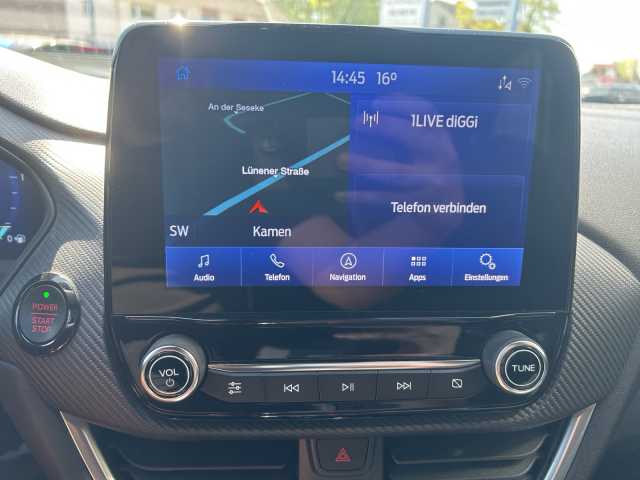 14:45 16°
An der Seseke
1LIVE diGGi
Lünener Straße
Telefon verbinden
SW Kamen
Audio Telefon Navigation Apps Einstellungen
POWER
START
STOP
VOL
TUNE